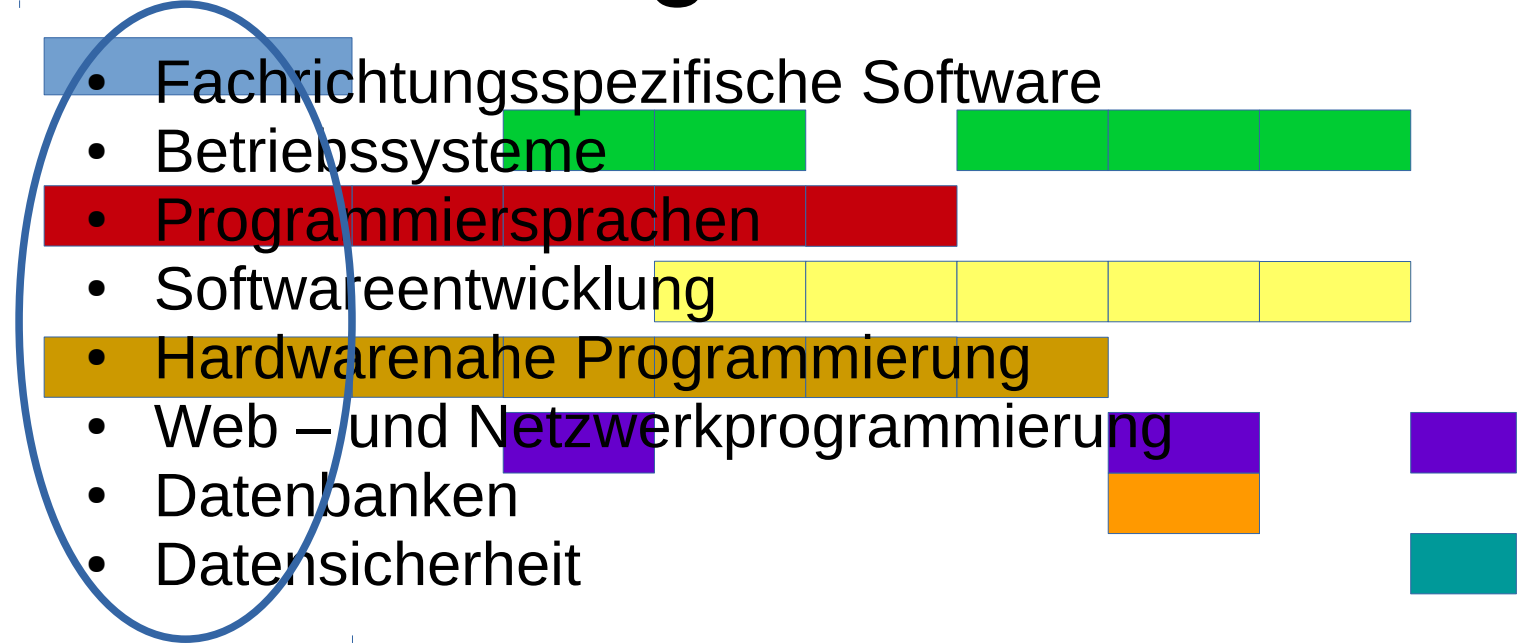 • Fachrichtungsspezifische Software
• Betriebssysteme
• Programmiersprachen
• Softwareentwicklung
• Hardwarenahe Programmierung
• Web – und Netzwerkprogrammierung
• Datenbanken
• Datensicherheit